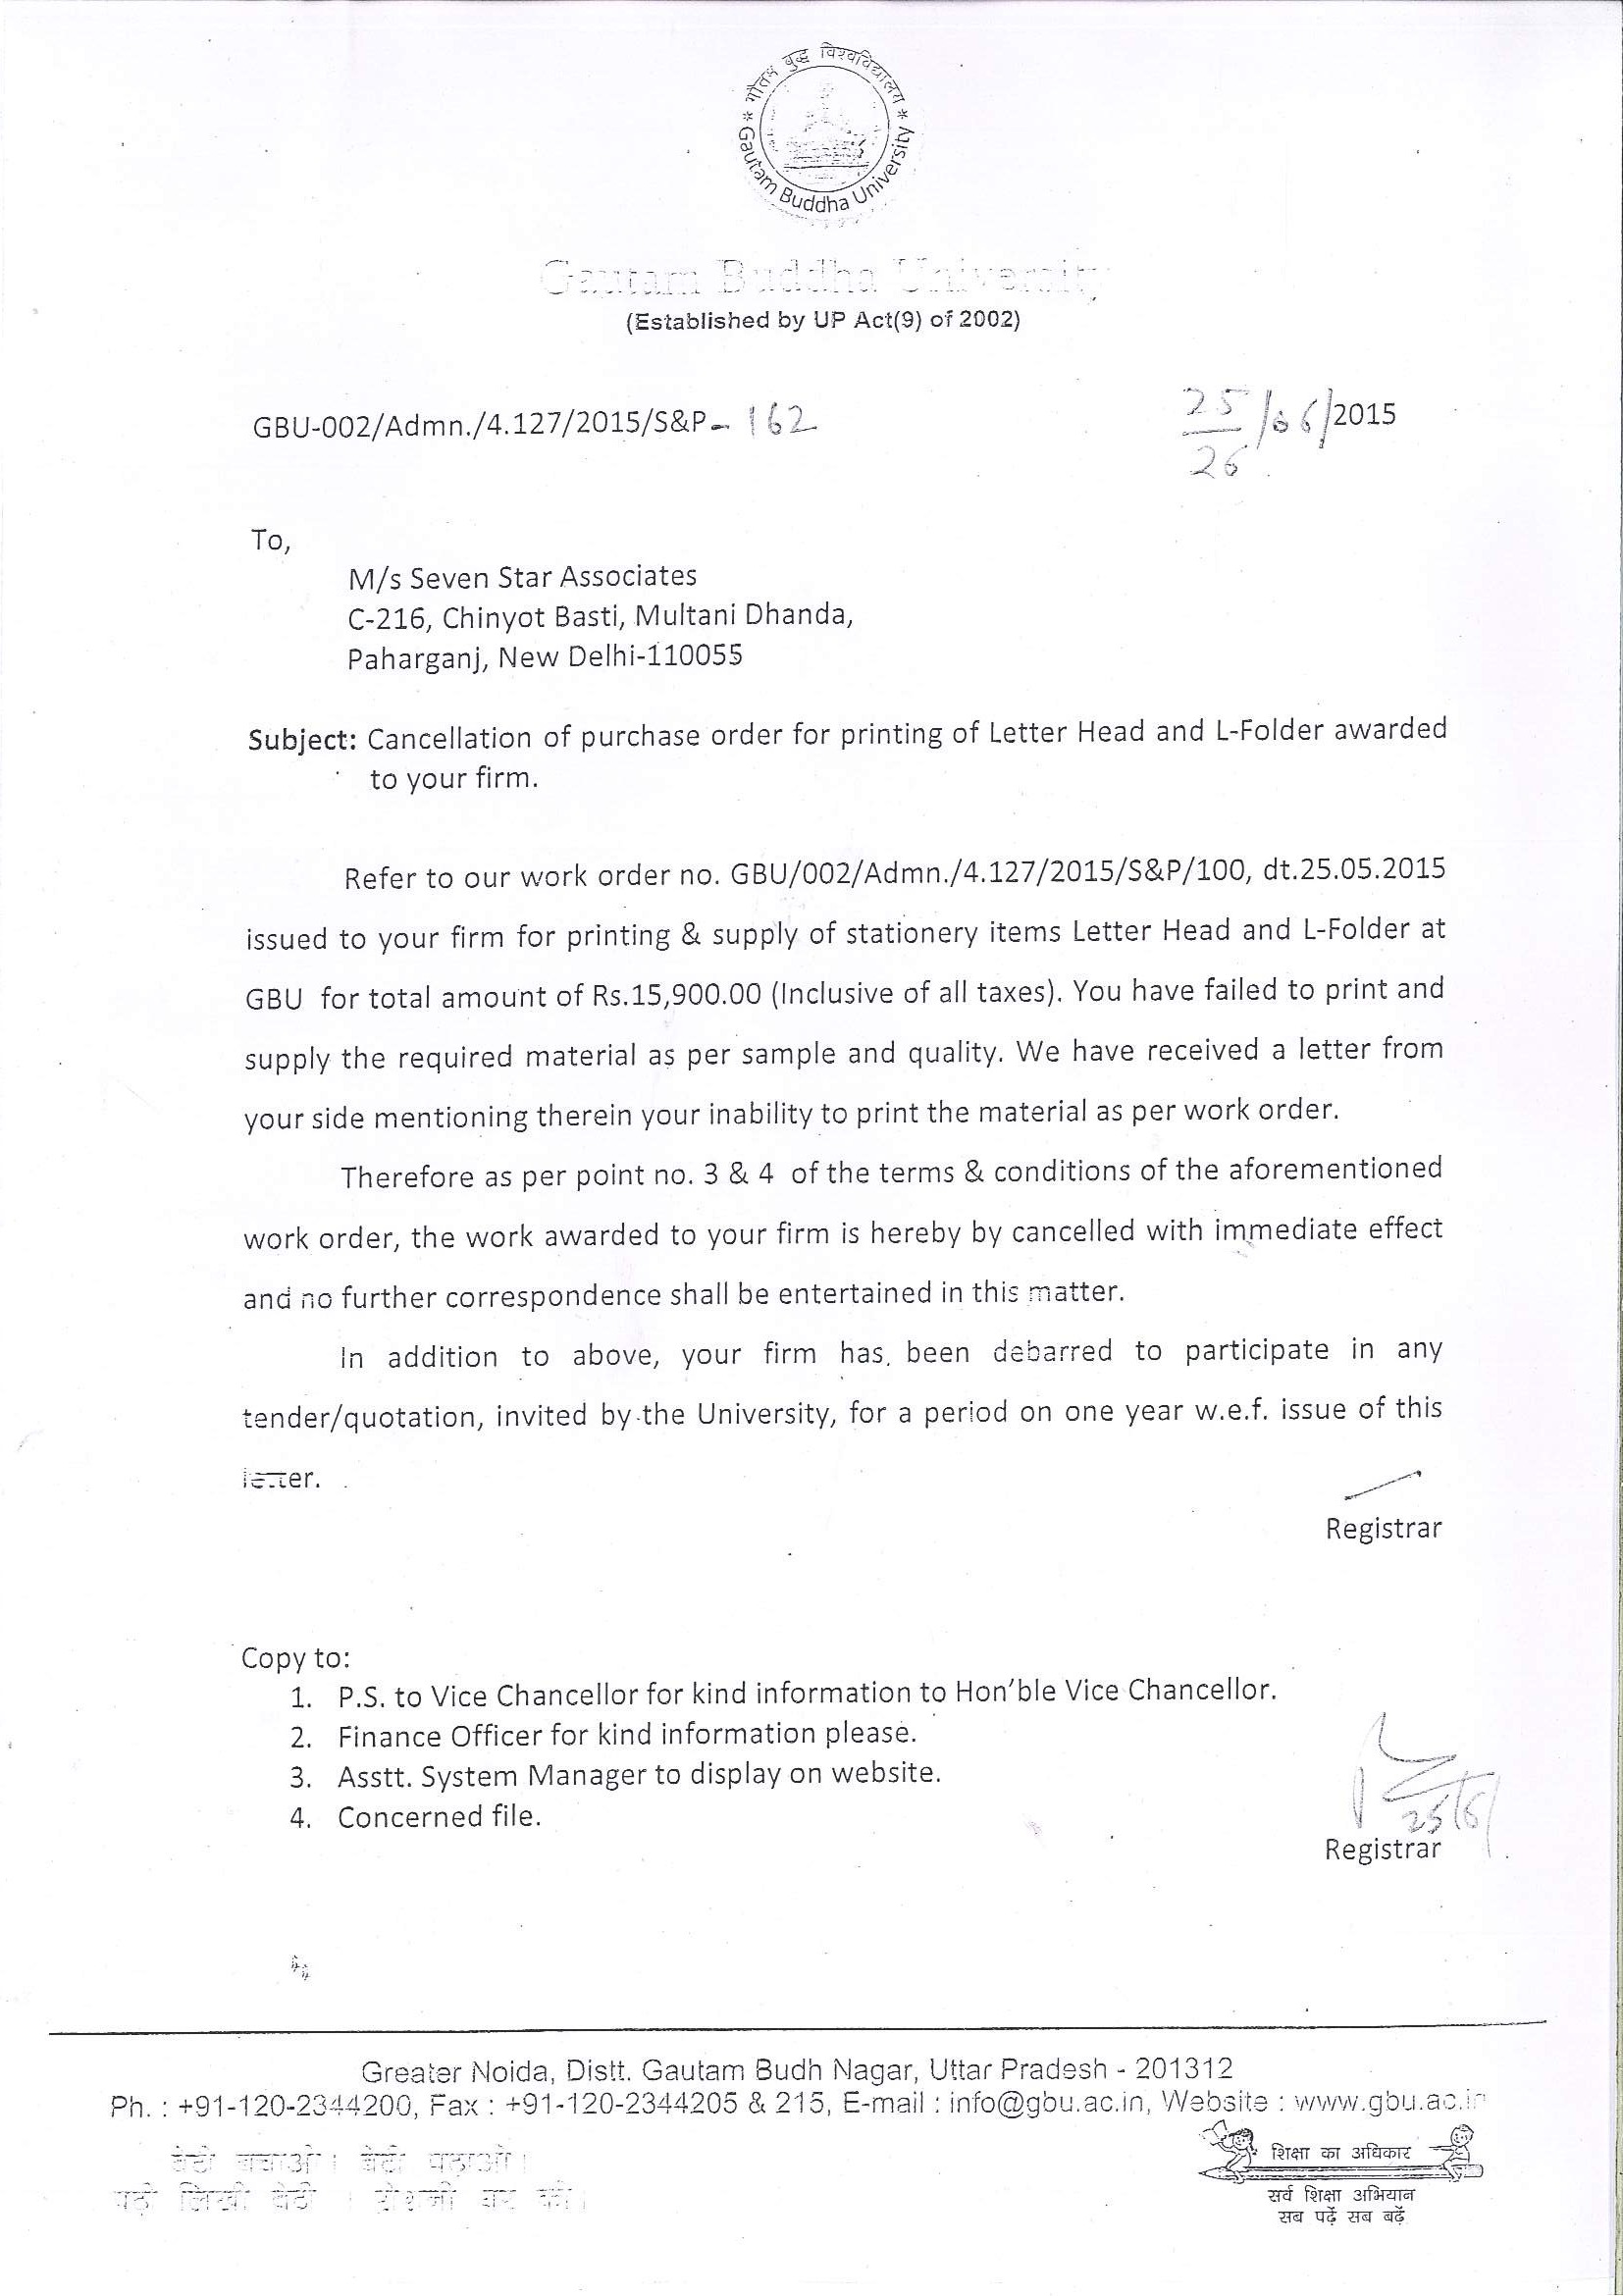 गौतम बुद्ध विश्वविद्यालय
* Gautam Buddha University *
Gautam Buddha University
(Established by UP Act(9) of 2002)
GBU-002/Admn./4.127/2015/S&P- 162
25/26/06/2015
To,
M/s Seven Star Associates
C-216, Chinyot Basti, Multani Dhanda,
Paharganj, New Delhi-110055
Subject: Cancellation of purchase order for printing of Letter Head and L-Folder awarded
to your firm.
Refer to our work order no. GBU/002/Admn./4.127/2015/S&P/100, dt.25.05.2015
issued to your firm for printing & supply of stationery items Letter Head and L-Folder at
GBU for total amount of Rs.15,900.00 (Inclusive of all taxes). You have failed to print and
supply the required material as per sample and quality. We have received a letter from
your side mentioning therein your inability to print the material as per work order.
Therefore as per point no. 3 & 4 of the terms & conditions of the aforementioned
work order, the work awarded to your firm is hereby by cancelled with immediate effect
and no further correspondence shall be entertained in this matter.
In addition to above, your firm has been debarred to participate in any
tender/quotation, invited by the University, for a period on one year w.e.f. issue of this
letter.
Registrar
Copy to:
1. P.S. to Vice Chancellor for kind information to Hon'ble Vice Chancellor.
2. Finance Officer for kind information please.
3. Asstt. System Manager to display on website.
4. Concerned file.
25/6/
Registrar
Greater Noida, Distt. Gautam Budh Nagar, Uttar Pradesh - 201312
Ph. : +91-120-2344200, Fax : +91-120-2344205 & 215, E-mail : info@gbu.ac.in, Website : www.gbu.ac.in
बेटी बचाओ। बेटी पढ़ाओ।
पढ़ी लिखी बेटी । रोशनी घर की।
शिक्षा का अधिकार
सर्व शिक्षा अभियान
सब पढ़ें सब बढ़ें